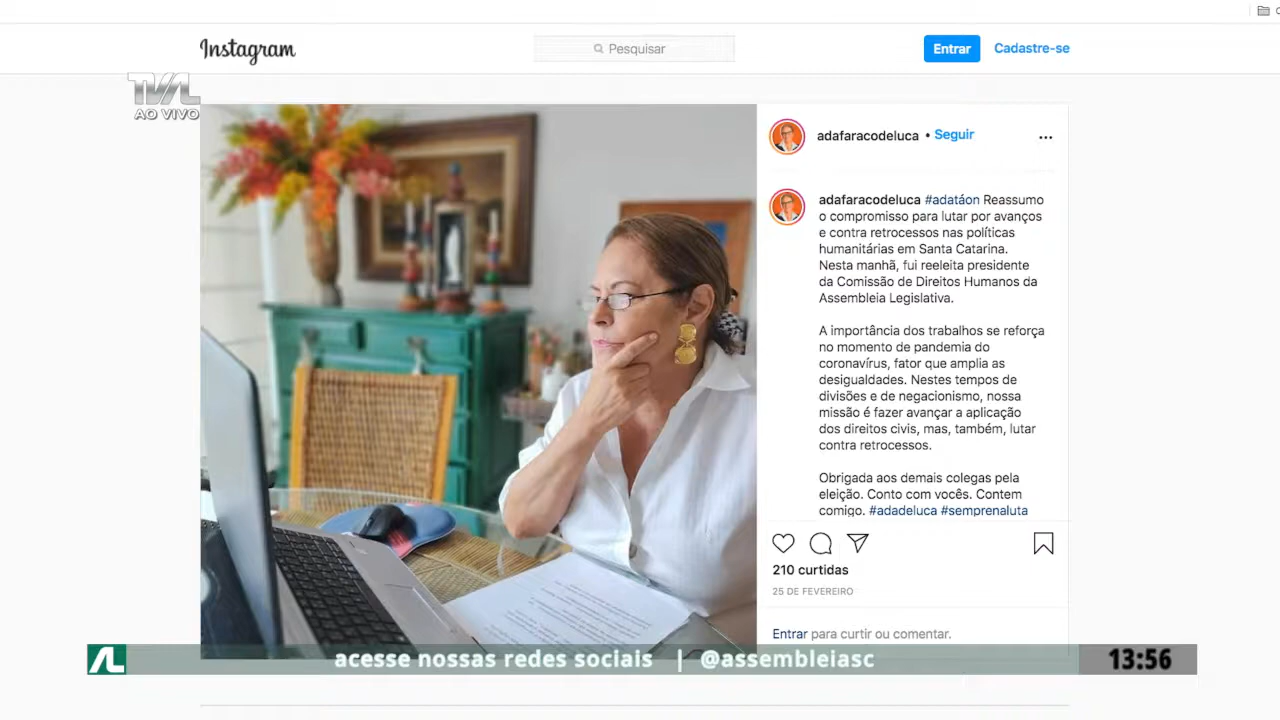 Instagram
Pesquisar
Entrar
Cadastre-se
TVAL
AO VIVO
adafaracodeluca • Seguir
adafaracodeluca #adatáon Reassumo
o compromisso para lutar por avanços
e contra retrocessos nas políticas
humanitárias em Santa Catarina.
Nesta manhã, fui reeleita presidente
da Comissão de Direitos Humanos da
Assembleia Legislativa.
A importância dos trabalhos se reforça
no momento de pandemia do
coronavírus, fator que amplia as
desigualdades. Nestes tempos de
divisões e de negacionismo, nossa
missão é fazer avançar a aplicação
dos direitos civis, mas, também, lutar
contra retrocessos.
Obrigada aos demais colegas pela
eleição. Conto com vocês. Contem
comigo. #adadeluca #semprenaluta
210 curtidas
25 DE FEVEREIRO
Entrar para curtir ou comentar.
AL
acesse nossas redes sociais | @assembleiasc
13:56